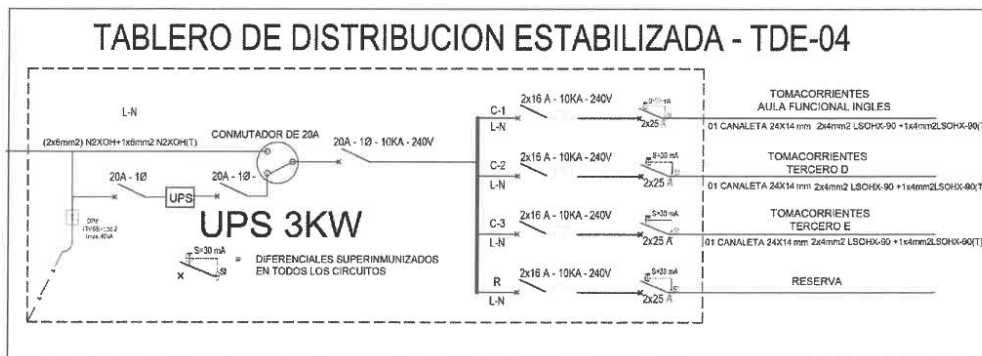 TABLERO DE DISTRIBUCION ESTABILIZADA - TDE-04
L-N
(2x6mm2) N2XOH+1x6mm2 N2XOH(T)
CONMUTADOR DE 20A
20A - 1Ø - 10KA - 240V
20A - 1Ø
UPS
20A - 1Ø -
UPS 3KW
S=30 mA
= DIFERENCIALES SUPERINMUNIZADOS
EN TODOS LOS CIRCUITOS
C-1
L-N
2x16 A - 10KA - 240V
S=30 mA
2x25 A
TOMACORRIENTES
AULA FUNCIONAL INGLES
01 CANALETA 24X14 mm 2x4mm2 LSOHX-90 +1x4mm2LSOHX-90(T)
C-2
L-N
2x16 A - 10KA - 240V
S=30 mA
2x25 A
TOMACORRIENTES
TERCERO D
01 CANALETA 24X14 mm 2x4mm2 LSOHX-90 +1x4mm2LSOHX-90(T
C-3
L-N
2x16 A - 10KA - 240V
S=30 mA
2x25 A
TOMACORRIENTES
TERCERO E
01 CANALETA 24X14 mm 2x4mm2 LSOHX-90 +1x4mm2LSOHX-90(T)
R
L-N
2x16 A - 10KA - 240V
S=30 mA
2x25 A
RESERVA